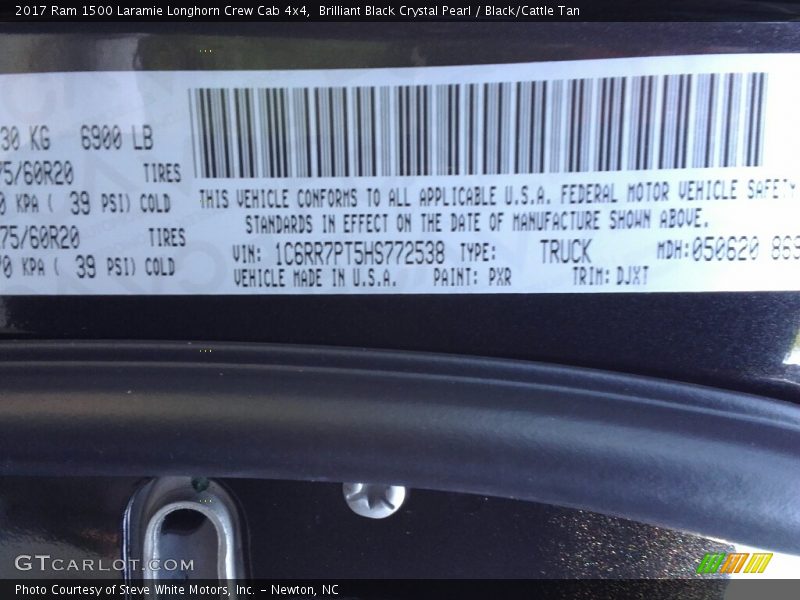 2017 Ram 1500 Laramie Longhorn Crew Cab 4x4,  Brilliant Black Crystal Pearl / Black/Cattle Tan
30 KG 6900 LB
75/60R20 TIRES
0 KPA ( 39 PSI) COLD
75/60R20 TIRES
70 KPA ( 39 PSI) COLD
THIS VEHICLE CONFORMS TO ALL APPLICABLE U.S.A. FEDERAL MOTOR VEHICLE SAFETY
STANDARDS IN EFFECT ON THE DATE OF MANUFACTURE SHOWN ABOVE.
VIN: 1C6RR7PT5HS772538 TYPE: TRUCK MDH:050620 869
VEHICLE MADE IN U.S.A. PAINT: PXR TRIM: DJXT
GTCARLOT.COM
Photo Courtesy of Steve White Motors, Inc. – Newton, NC